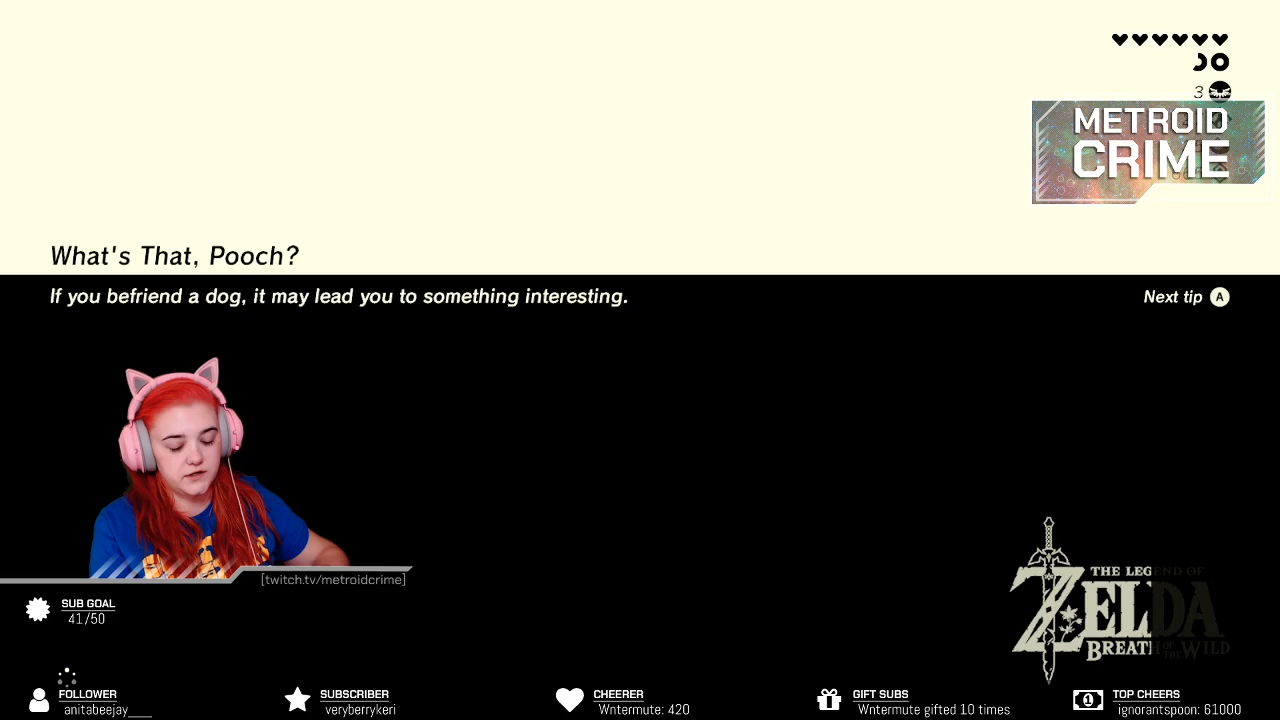 3
METROID
CRIME
What's That, Pooch?
If you befriend a dog, it may lead you to something interesting.
Next tip A
[twitch.tv/metroidcrime]
SUB GOAL
41/50
THE LEGEND OF
ZELDA
BREATH OF THE WILD
FOLLOWER
anitabeejay___
SUBSCRIBER
veryberrykeri
CHEERER
Wntermute: 420
GIFT SUBS
Wntermute gifted 10 times
1
TOP CHEERS
ignorantspoon: 61000